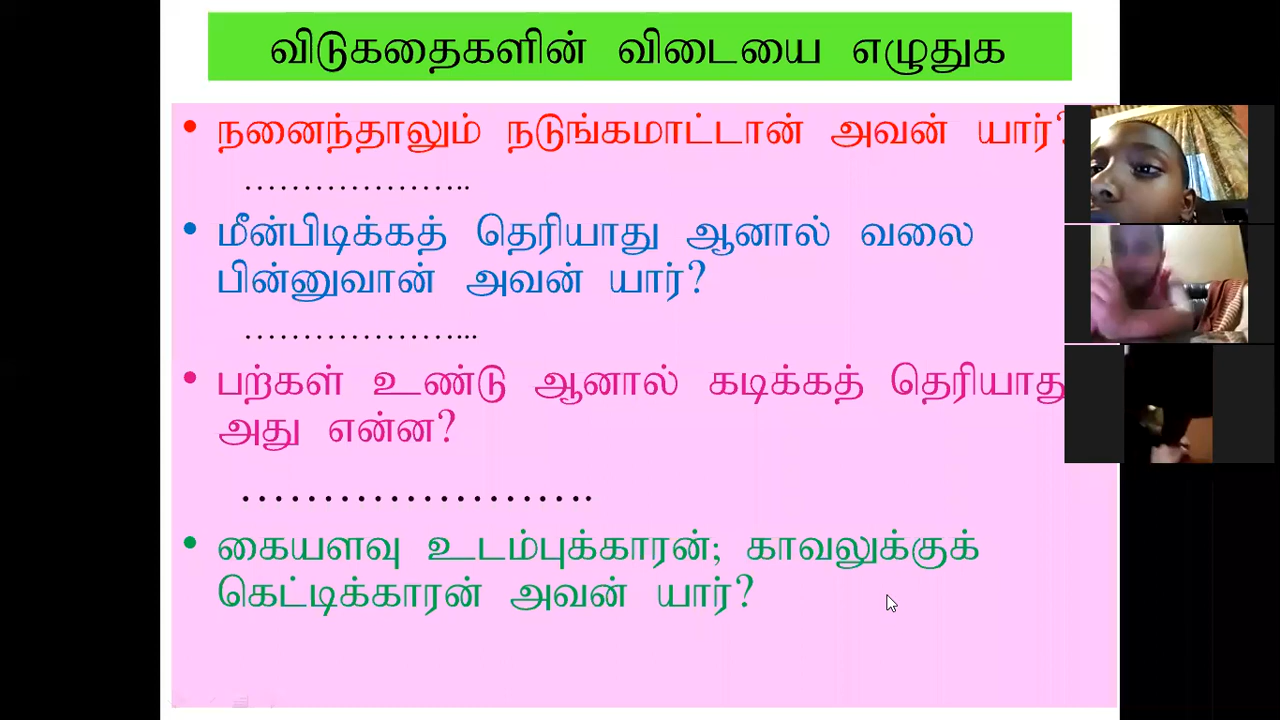 விடுகதைகளின் விடையை எழுதுக
• நனைந்தாலும் நடுங்கமாட்டான் அவன் யார்?
………………..
• மீன்பிடிக்கத் தெரியாது ஆனால் வலை
பின்னுவான் அவன் யார்?
………………...
• பற்கள் உண்டு ஆனால் கடிக்கத் தெரியாது
அது என்ன?
………………….
• கையளவு உடம்புக்காரன்; காவலுக்குக்
கெட்டிக்காரன் அவன் யார்?